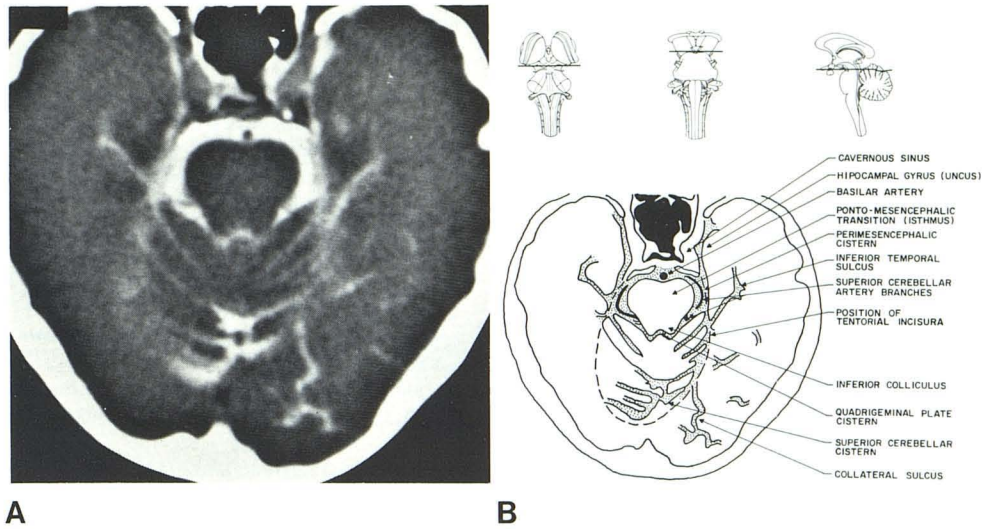 CAVERNOUS SINUS
HIPOCAMPAL GYRUS (UNCUS)
BASILAR ARTERY
PONTO-MESENCEPHALIC
TRANSITION (ISTHMUS)
PERIMESENCEPHALIC
CISTERN
INFERIOR TEMPORAL
SULCUS
SUPERIOR CEREBELLAR
ARTERY BRANCHES
POSITION OF
TENTORIAL INCISURA
INFERIOR COLLICULUS
QUADRIGEMINAL PLATE
CISTERN
SUPERIOR CEREBELLAR
CISTERN
COLLATERAL SULCUS
A
B